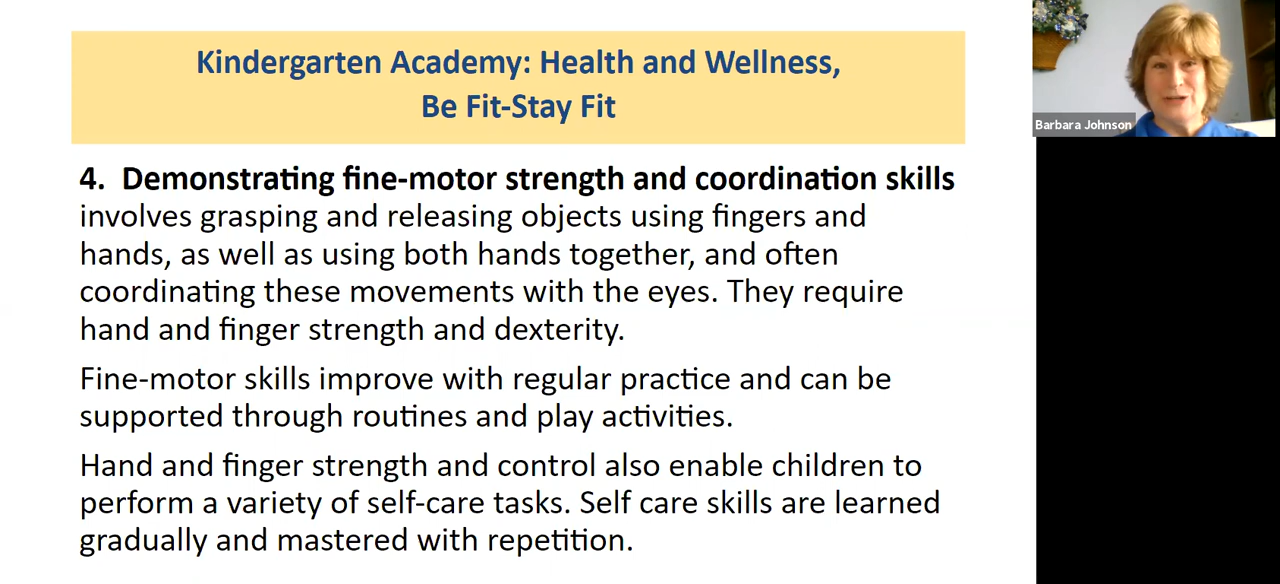 Kindergarten Academy: Health and Wellness,
Be Fit-Stay Fit
4. Demonstrating fine-motor strength and coordination skills
involves grasping and releasing objects using fingers and
hands, as well as using both hands together, and often
coordinating these movements with the eyes. They require
hand and finger strength and dexterity.
Fine-motor skills improve with regular practice and can be
supported through routines and play activities.
Hand and finger strength and control also enable children to
perform a variety of self-care tasks. Self care skills are learned
gradually and mastered with repetition.
Barbara Johnson